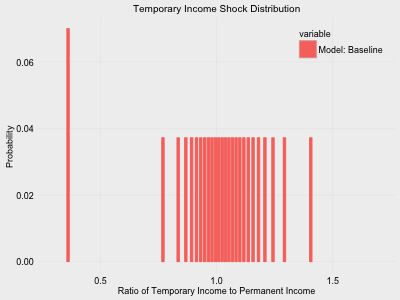 Temporary Income Shock Distribution
variable
Model: Baseline
Probability
0.06
0.04
0.02
0.00
0.5
1.0
1.5
Ratio of Temporary Income to Permanent Income